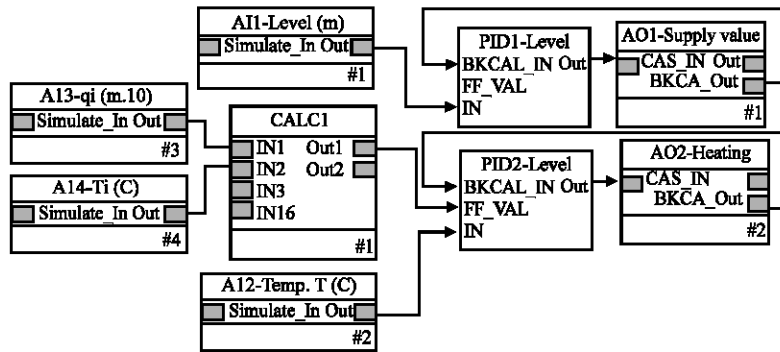 AI1-Level (m)
Simulate_In Out
#1
PID1-Level
BKCAL_IN Out
FF_VAL
IN
AO1-Supply value
CAS_IN Out
BKCA_Out
#1
A13-qi (m.10)
Simulate_In Out
#3
CALC1
IN1 Out1
IN2 Out2
IN3
IN16
#1
A14-Ti (C)
Simulate_In Out
#4
PID2-Level
BKCAL_IN Out
FF_VAL
IN
AO2-Heating
CAS_IN
BKCA_Out
#2
A12-Temp. T (C)
Simulate_In Out
#2